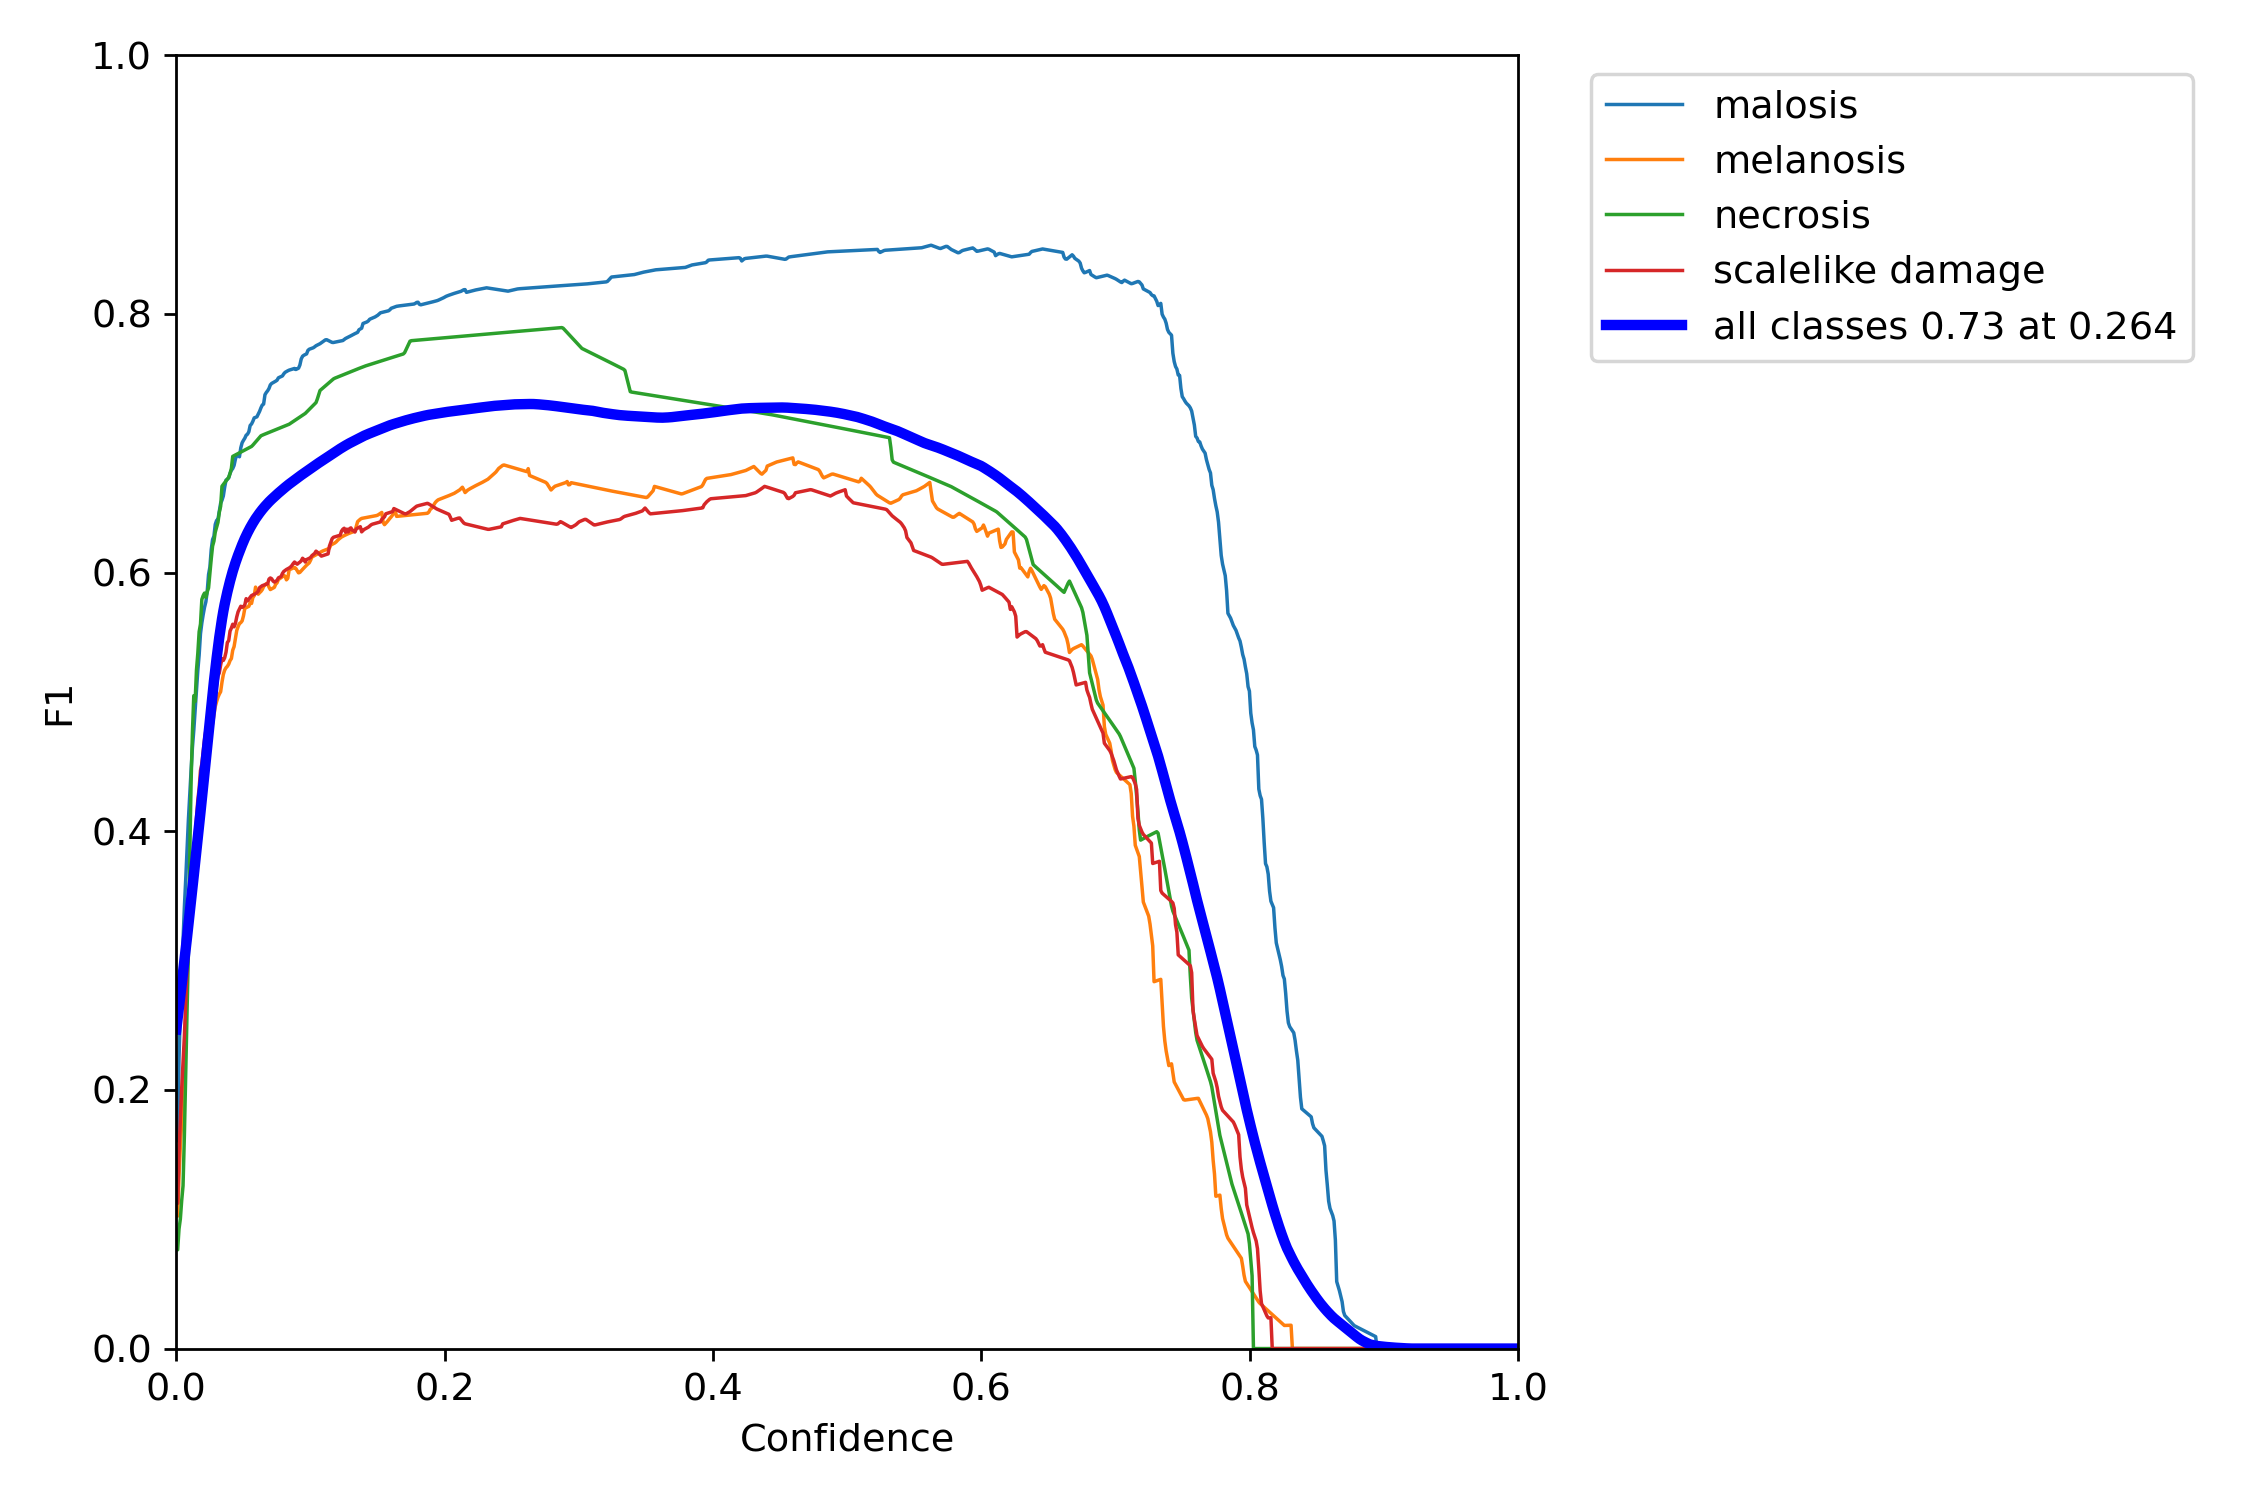 1.0
0.8
0.6
0.4
0.2
0.0
F1
0.0 0.2 0.4 0.6 0.8 1.0
Confidence
malosis
melanosis
necrosis
scalelike damage
all classes 0.73 at 0.264